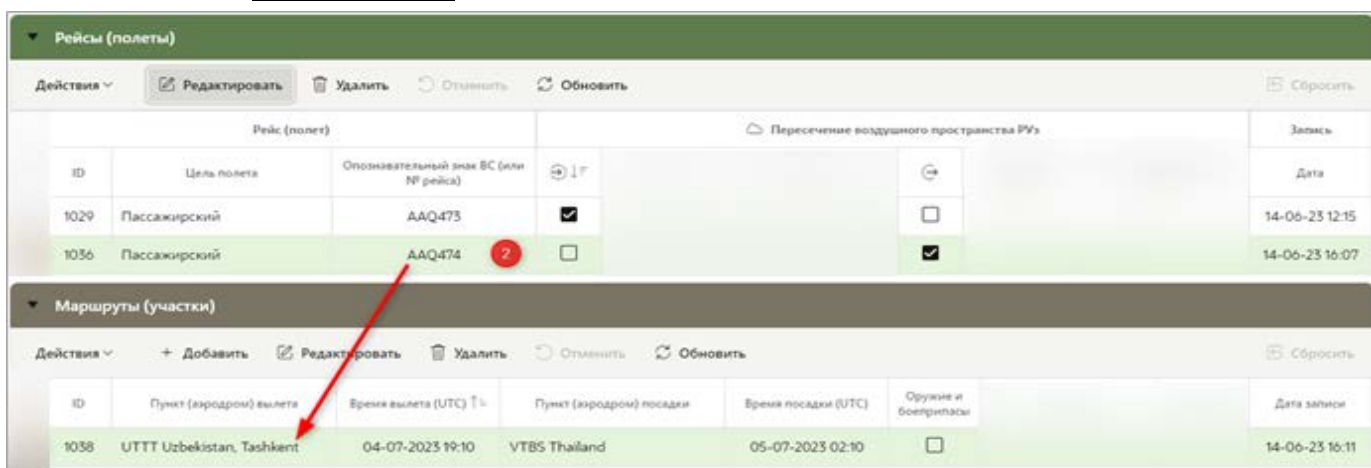 Рейсы (полеты)
Действия Редактировать Удалить Отменить Обновить Сбросить
Рейс (полет) Пересечение воздушного пространства РУз Запись
ID Цель полета Опознавательный знак ВС (или № рейса) Дата
1029 Пассажирский AAQ473 14-06-23 12:15
1036 Пассажирский AAQ474 2 14-06-23 16:07
Маршруты (участки)
Действия + Добавить Редактировать Удалить Отменить Обновить Сбросить
ID Пункт (аэродром) вылета Время вылета (UTC) Пункт (аэродром) посадки Время посадки (UTC) Оружие и боеприпасы Дата записи
1038 UTTT Uzbekistan, Tashkent 04-07-2023 19:10 VTBS Thailand 05-07-2023 02:10 14-06-23 16:11